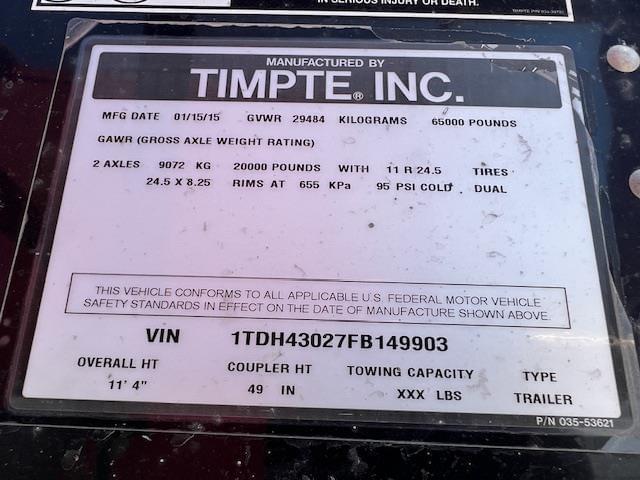 IN SERIOUS INJURY OR DEATH.
MANUFACTURED BY
TIMPTE® INC.
MFG DATE 01/15/15 GVWR 29484 KILOGRAMS 65000 POUNDS
GAWR (GROSS AXLE WEIGHT RATING)
2 AXLES 9072 KG 20000 POUNDS WITH 11 R 24.5 TIRES
24.5 X 8.25 RIMS AT 655 KPa 95 PSI COLD DUAL
THIS VEHICLE CONFORMS TO ALL APPLICABLE U.S. FEDERAL MOTOR VEHICLE
SAFETY STANDARDS IN EFFECT ON THE DATE OF MANUFACTURE SHOWN ABOVE.
VIN 1TDH43027FB149903
OVERALL HT COUPLER HT TOWING CAPACITY TYPE
11' 4" 49 IN XXX LBS TRAILER
P/N 035-53621